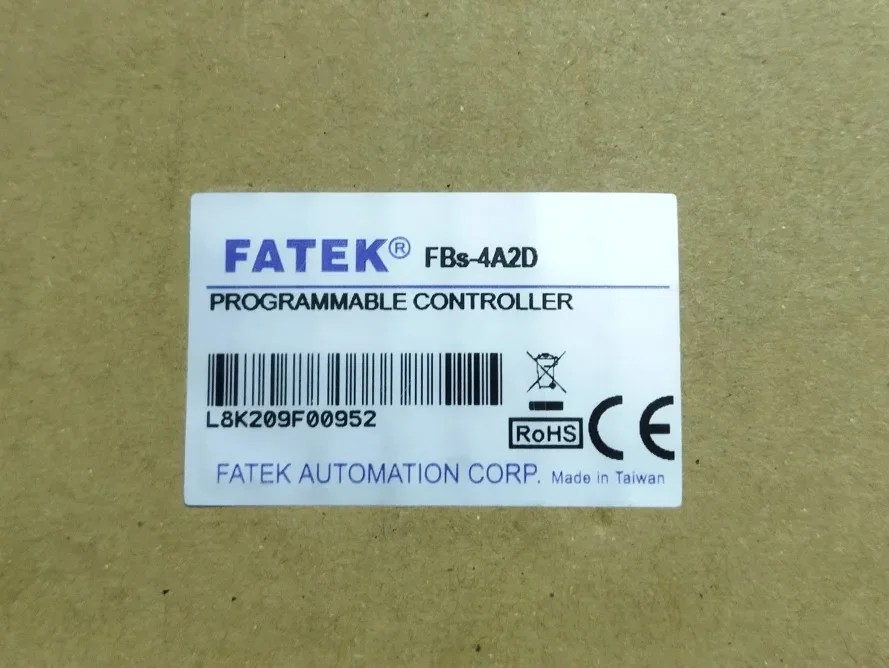 FATEK® FBs-4A2D
PROGRAMMABLE CONTROLLER
L8K209F00952
RoHS CE
FATEK AUTOMATION CORP. Made in Taiwan